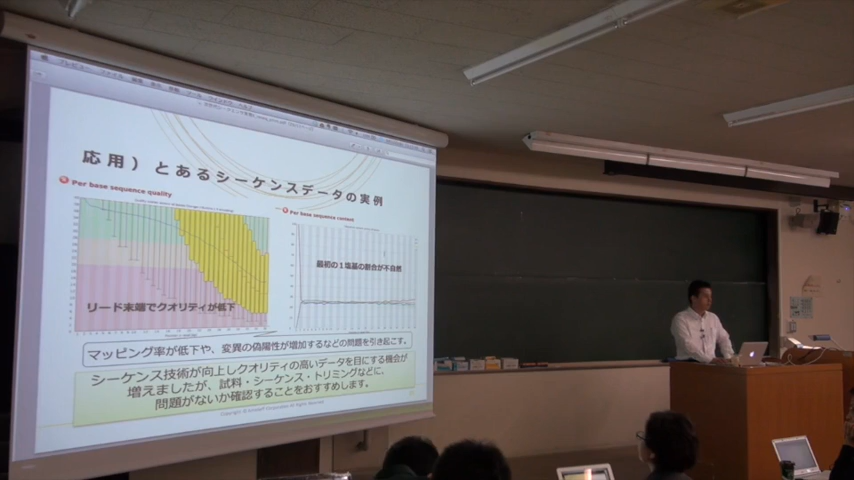 応用）とあるシーケンスデータの実例
Per base sequence quality
Per base sequence content
最初の１塩基の割合が不自然
リード末端でクオリティが低下
マッピング率が低下や、変異の偽陽性が増加するなどの問題を引き起こす。
シーケンス技術が向上しクオリティの高いデータを目にする機会が
増えましたが、試料・シーケンス・トリミングなどに、
問題がないか確認することをおすすめします。